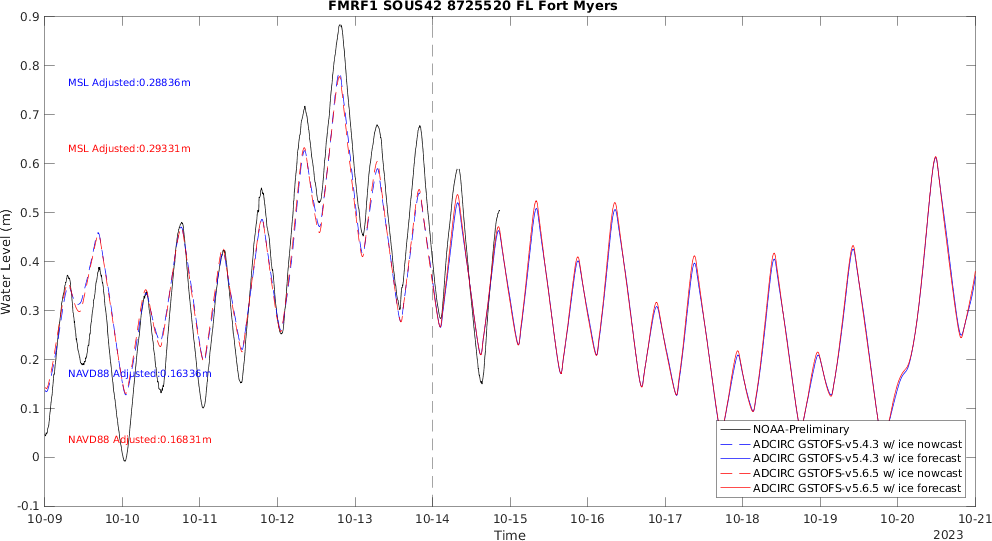 FMRF1 SOUS42 8725520 FL Fort Myers
0.9
0.8
0.7
0.6
0.5
0.4
0.3
0.2
0.1
0
-0.1
Water Level (m)
MSL Adjusted:0.28836m
MSL Adjusted:0.29331m
NAVD88 Adjusted:0.16336m
NAVD88 Adjusted:0.16831m
NOAA-Preliminary
ADCIRC GSTOFS-v5.4.3 w/ ice nowcast
ADCIRC GSTOFS-v5.4.3 w/ ice forecast
ADCIRC GSTOFS-v5.6.5 w/ ice nowcast
ADCIRC GSTOFS-v5.6.5 w/ ice forecast
10-09 10-10 10-11 10-12 10-13 10-14 10-15 10-16 10-17 10-18 10-19 10-20 10-21
Time
2023